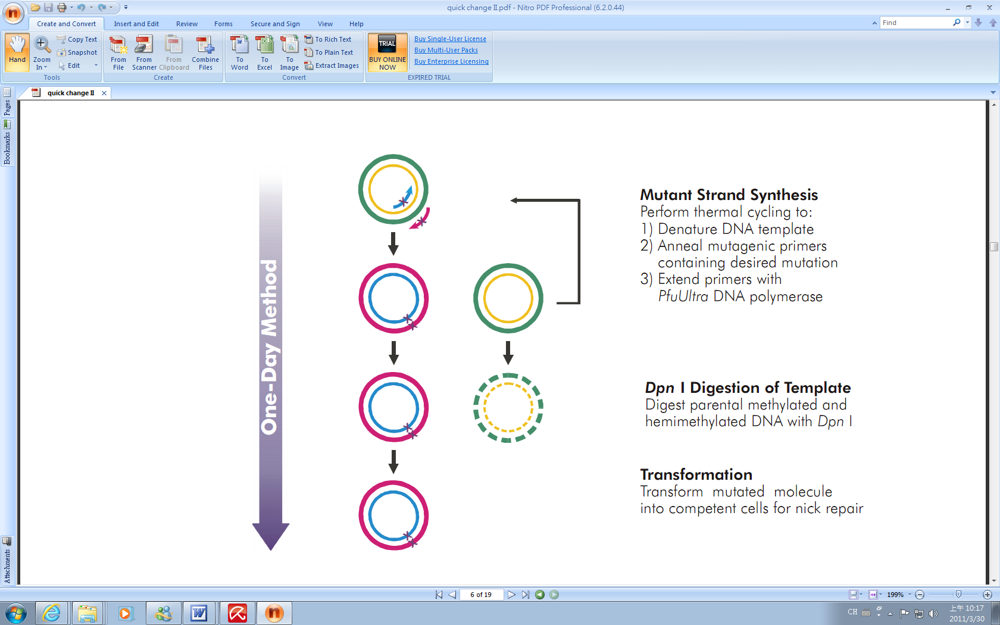 quick change II.pdf - Nitro PDF Professional (6.2.0.44)
Create and Convert
Insert and Edit
Review
Forms
Secure and Sign
View
Help
Find
Hand
Zoom In
Copy Text
Snapshot
Edit
Tools
From File
From Scanner
From Clipboard
Combine Files
Create
To Word
To Excel
To Image
To Rich Text
To Plain Text
Extract Images
Convert
TRIAL
BUY ONLINE NOW
Buy Single-User License
Buy Multi-User Packs
Buy Enterprise Licensing
EXPIRED TRIAL
quick change II
Pages
Bookmarks
Attachments
One-Day Method
Mutant Strand Synthesis
Perform thermal cycling to:
1) Denature DNA template
2) Anneal mutagenic primers
containing desired mutation
3) Extend primers with
PfuUltra DNA polymerase
Dpn I Digestion of Template
Digest parental methylated and
hemimethylated DNA with Dpn I
Transformation
Transform mutated molecule
into competent cells for nick repair
6 of 19
199%
CH
上午 10:17
2011/3/30